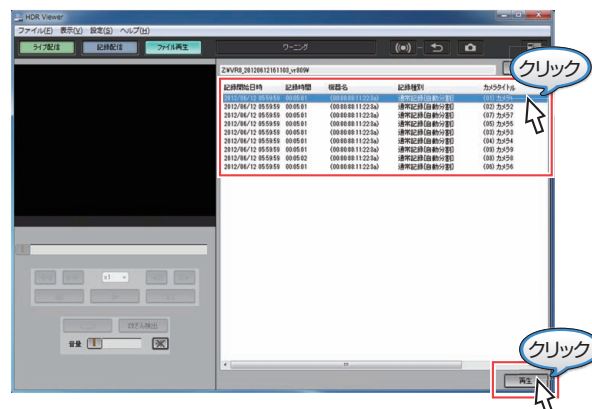 HDR Viewer
ファイル(F) 表示(V) 設定(S) ヘルプ(H)
ライブ配信 記録配信 ファイル再生 ワーニング
クリック
Z:¥VR8_20120612161103_vr009¥
記録開始日時 記録時間 機器名 記録種別 カメラタイトル
2012/06/12 05:59:59 00:05:01 (00:80:88:11:22:3a) 通常記録[自動分割] (01) カメラ1
2012/06/12 05:59:59 00:05:01 (00:80:88:11:22:3a) 通常記録[自動分割] (02) カメラ2
2012/06/12 05:59:59 00:05:01 (00:80:88:11:22:3a) 通常記録[自動分割] (07) カメラ7
2012/06/12 05:59:59 00:05:01 (00:80:88:11:22:3a) 通常記録[自動分割] (05) カメラ5
2012/06/12 05:59:59 00:05:01 (00:80:88:11:22:3a) 通常記録[自動分割] (03) カメラ3
2012/06/12 05:59:59 00:05:01 (00:80:88:11:22:3a) 通常記録[自動分割] (04) カメラ4
2012/06/12 05:59:59 00:05:01 (00:80:88:11:22:3a) 通常記録[自動分割] (09) カメラ9
2012/06/12 05:59:59 00:05:02 (00:80:88:11:22:3a) 通常記録[自動分割] (08) カメラ8
2012/06/12 05:59:59 00:05:01 (00:80:88:11:22:3a) 通常記録[自動分割] (06) カメラ6
x1
改ざん検出
音量
クリック
再生